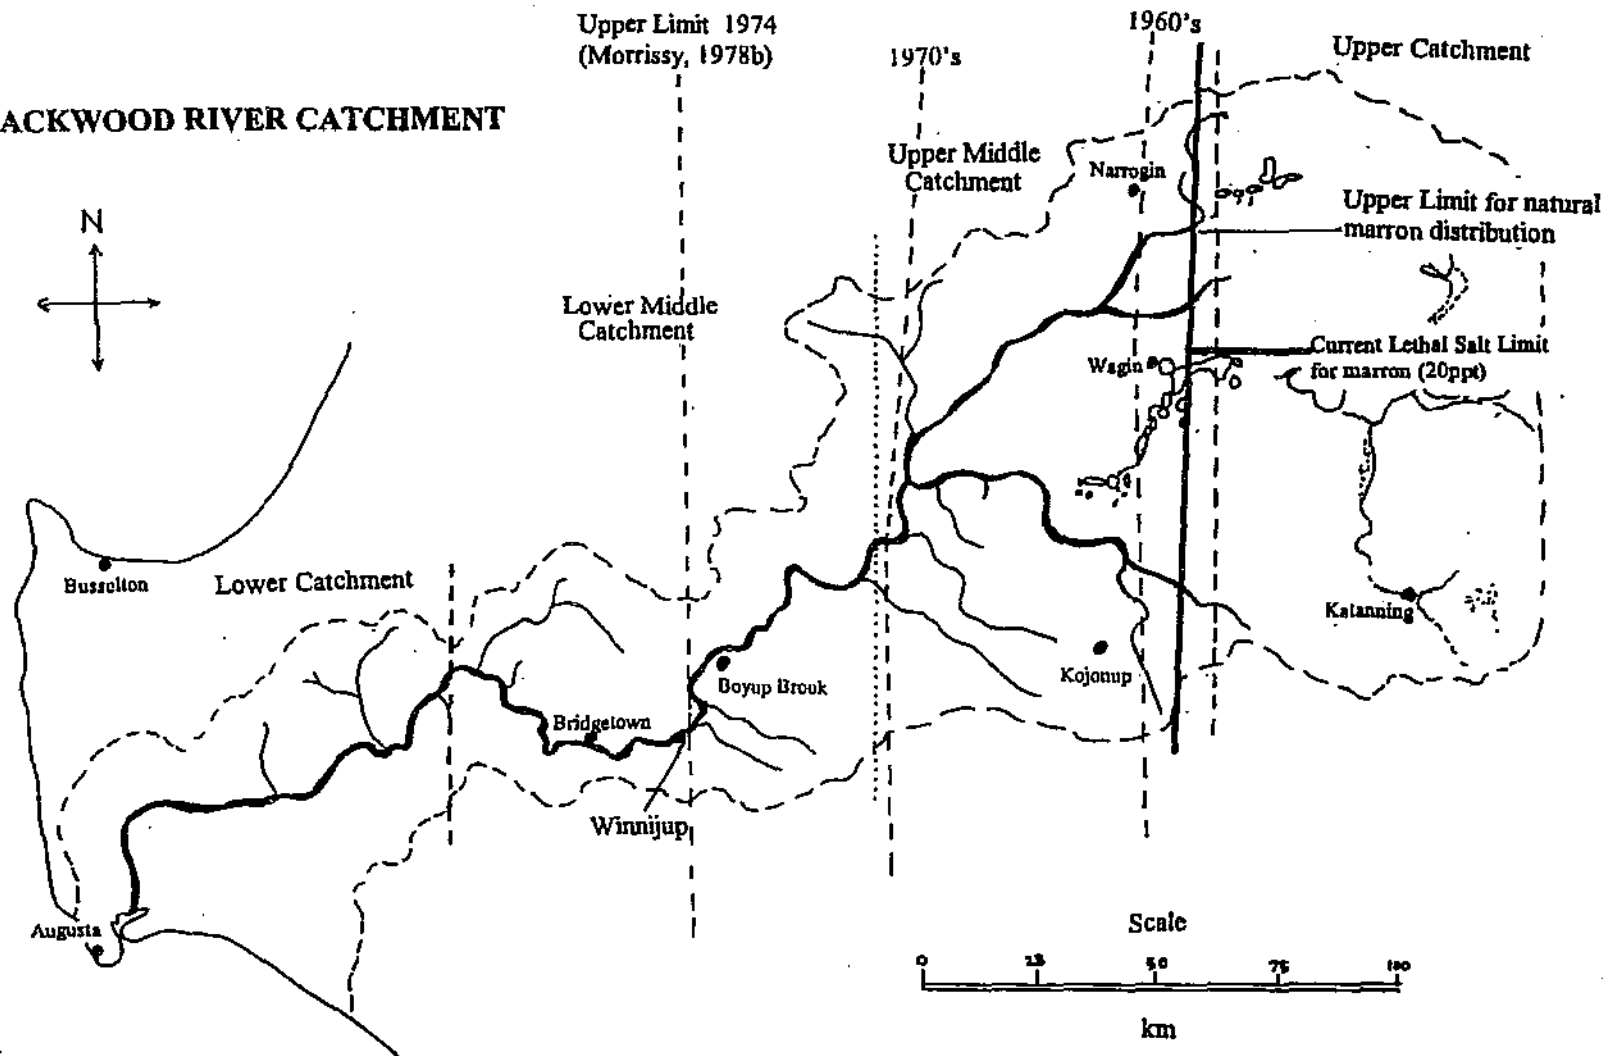 Upper Limit 1974
(Morrissy, 1978b)
1970's
1960's
Upper Catchment
ACKWOOD RIVER CATCHMENT
Upper Middle
Catchment
Narrogin
Upper Limit for natural
marron distribution
N
Lower Middle
Catchment
Current Lethal Salt Limit
for marron (20ppt)
Wagin
Busselton
Lower Catchment
Katanning
Kojonup
Boyup Brook
Bridgetown
Winnijup
Augusta
Scale
0 25 50 75 100
km